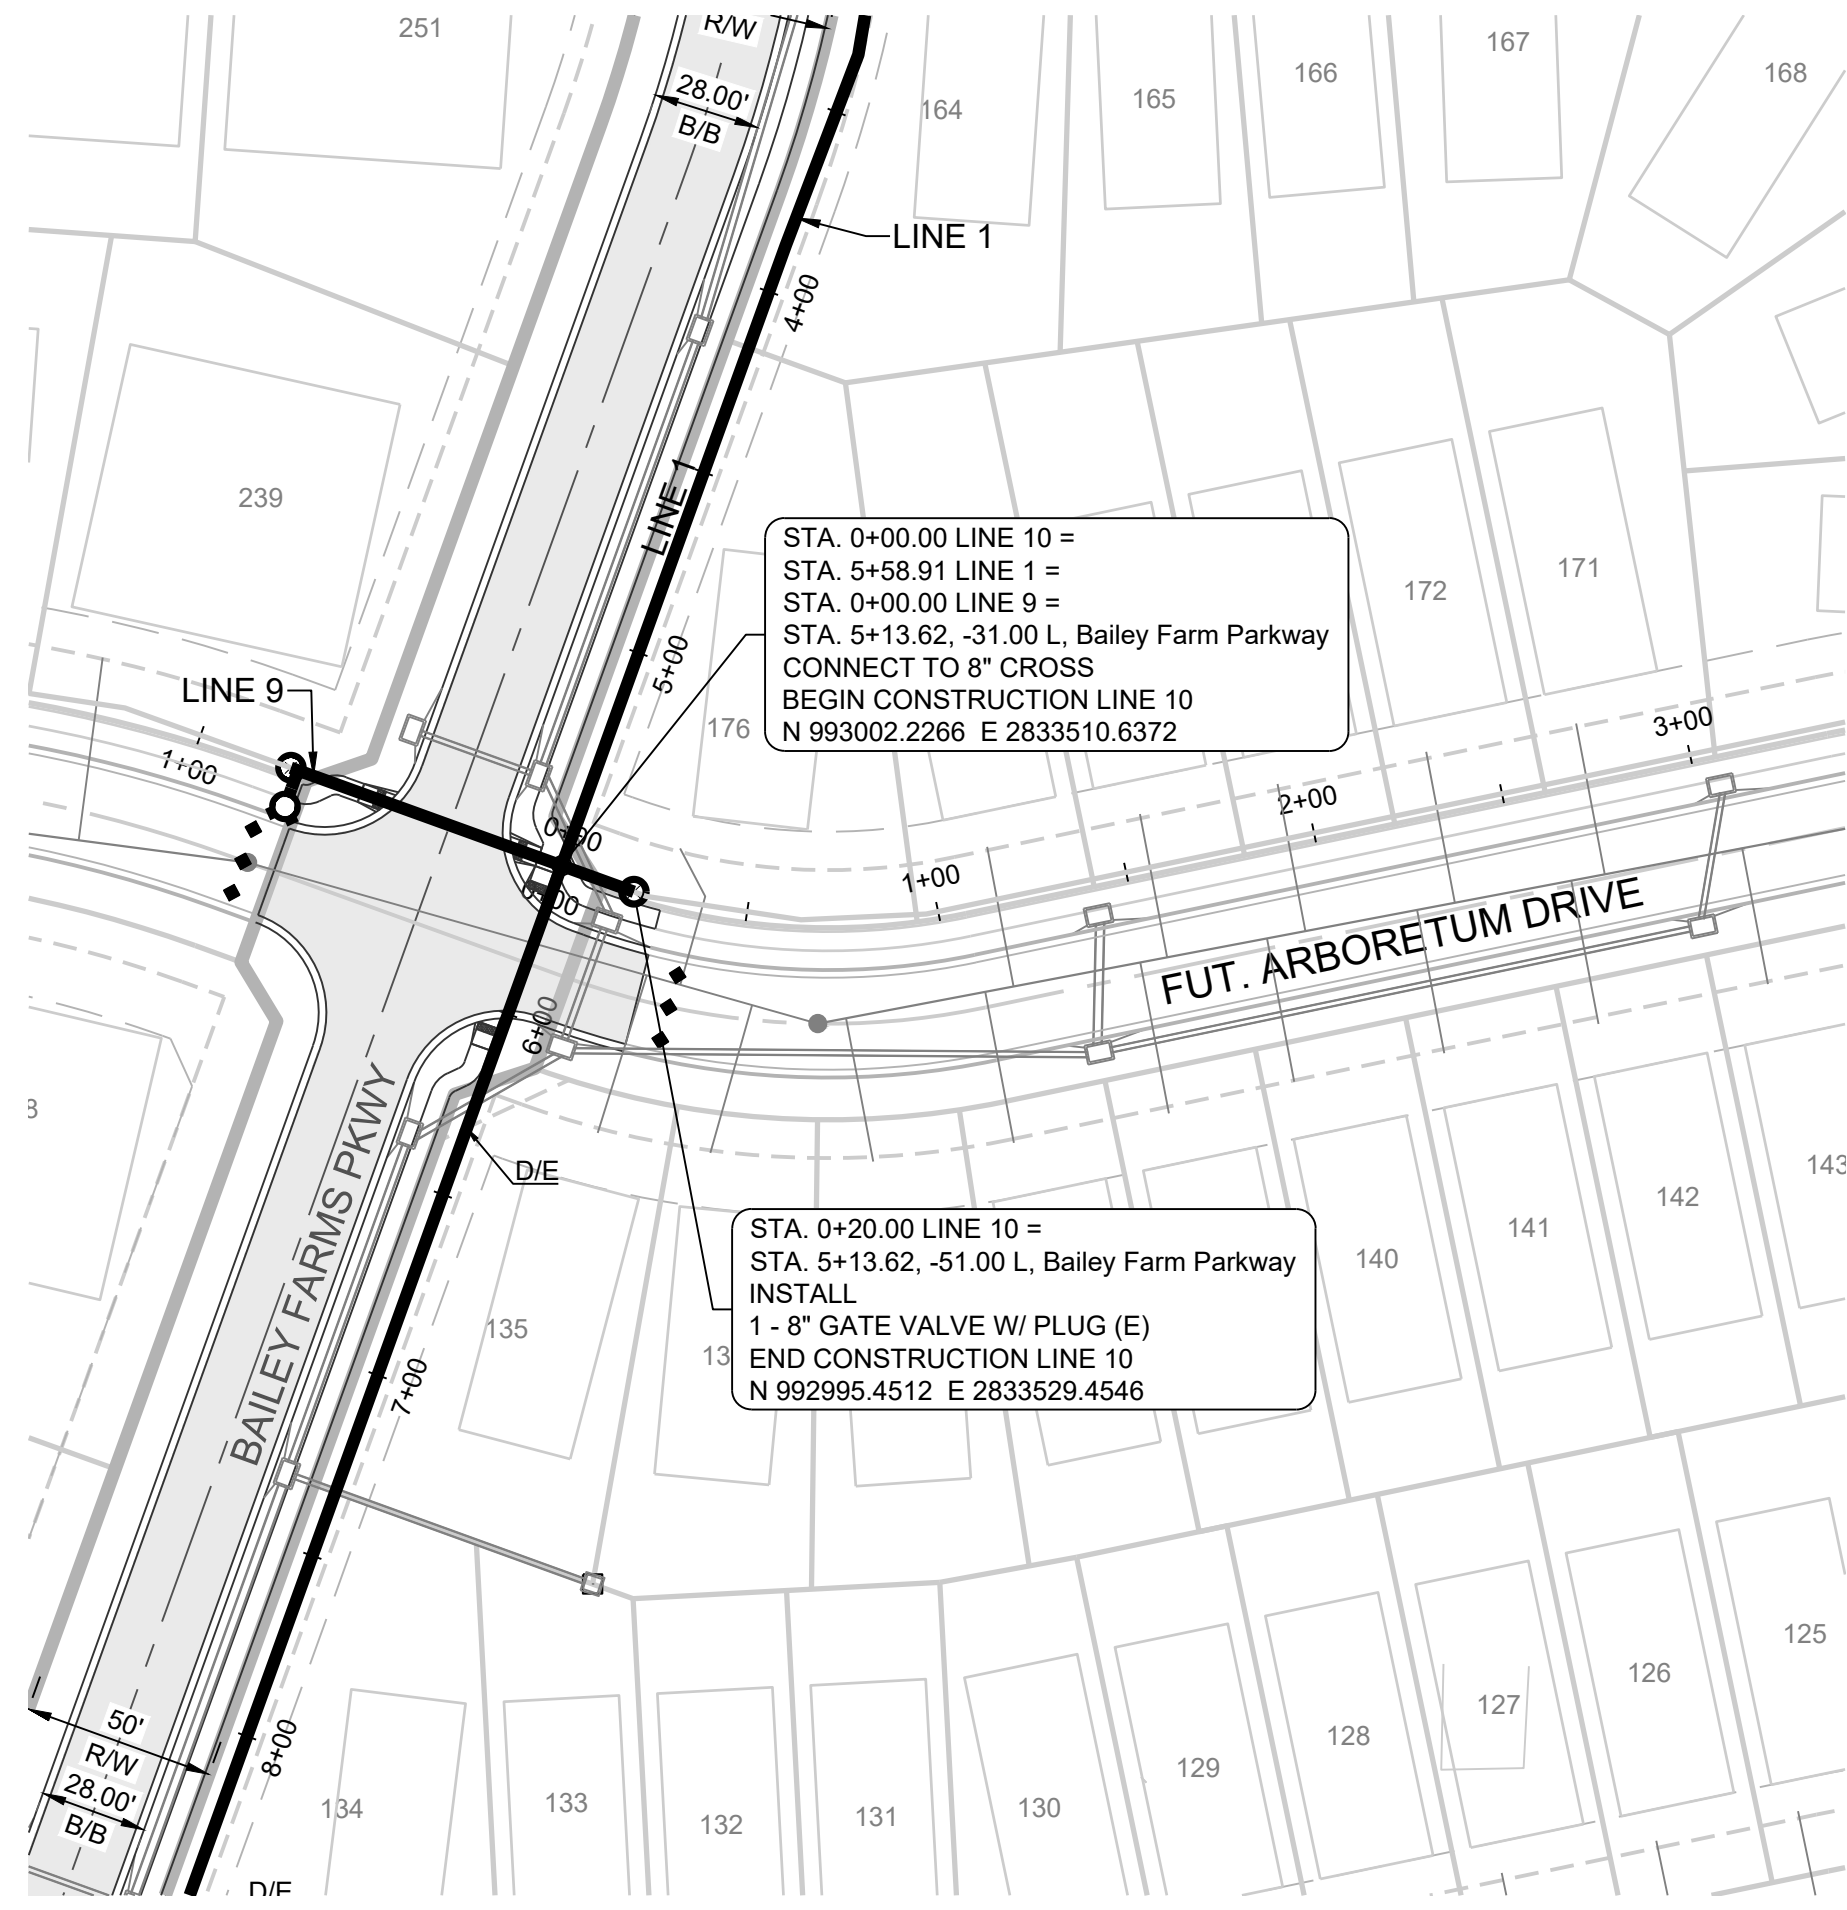 251
R/W
28.00'
B/B
164
165
166
167
168
LINE 1
4+00
239
LINE 1
5+00
176
172
171
STA. 0+00.00 LINE 10 =
STA. 5+58.91 LINE 1 =
STA. 0+00.00 LINE 9 =
STA. 5+13.62, -31.00 L, Bailey Farm Parkway
CONNECT TO 8" CROSS
BEGIN CONSTRUCTION LINE 10
N 993002.2266 E 2833510.6372
LINE 9
1+00
0+00
0+00
1+00
2+00
3+00
FUT. ARBORETUM DRIVE
6+00
8
BAILEY FARMS PKWY
D/E
STA. 0+20.00 LINE 10 =
STA. 5+13.62, -51.00 L, Bailey Farm Parkway
INSTALL
1 - 8" GATE VALVE W/ PLUG (E)
END CONSTRUCTION LINE 10
N 992995.4512 E 2833529.4546
135
13
140
141
142
143
7+00
8+00
50'
R/W
28.00'
B/B
134
133
132
131
130
129
128
127
126
125
D/E